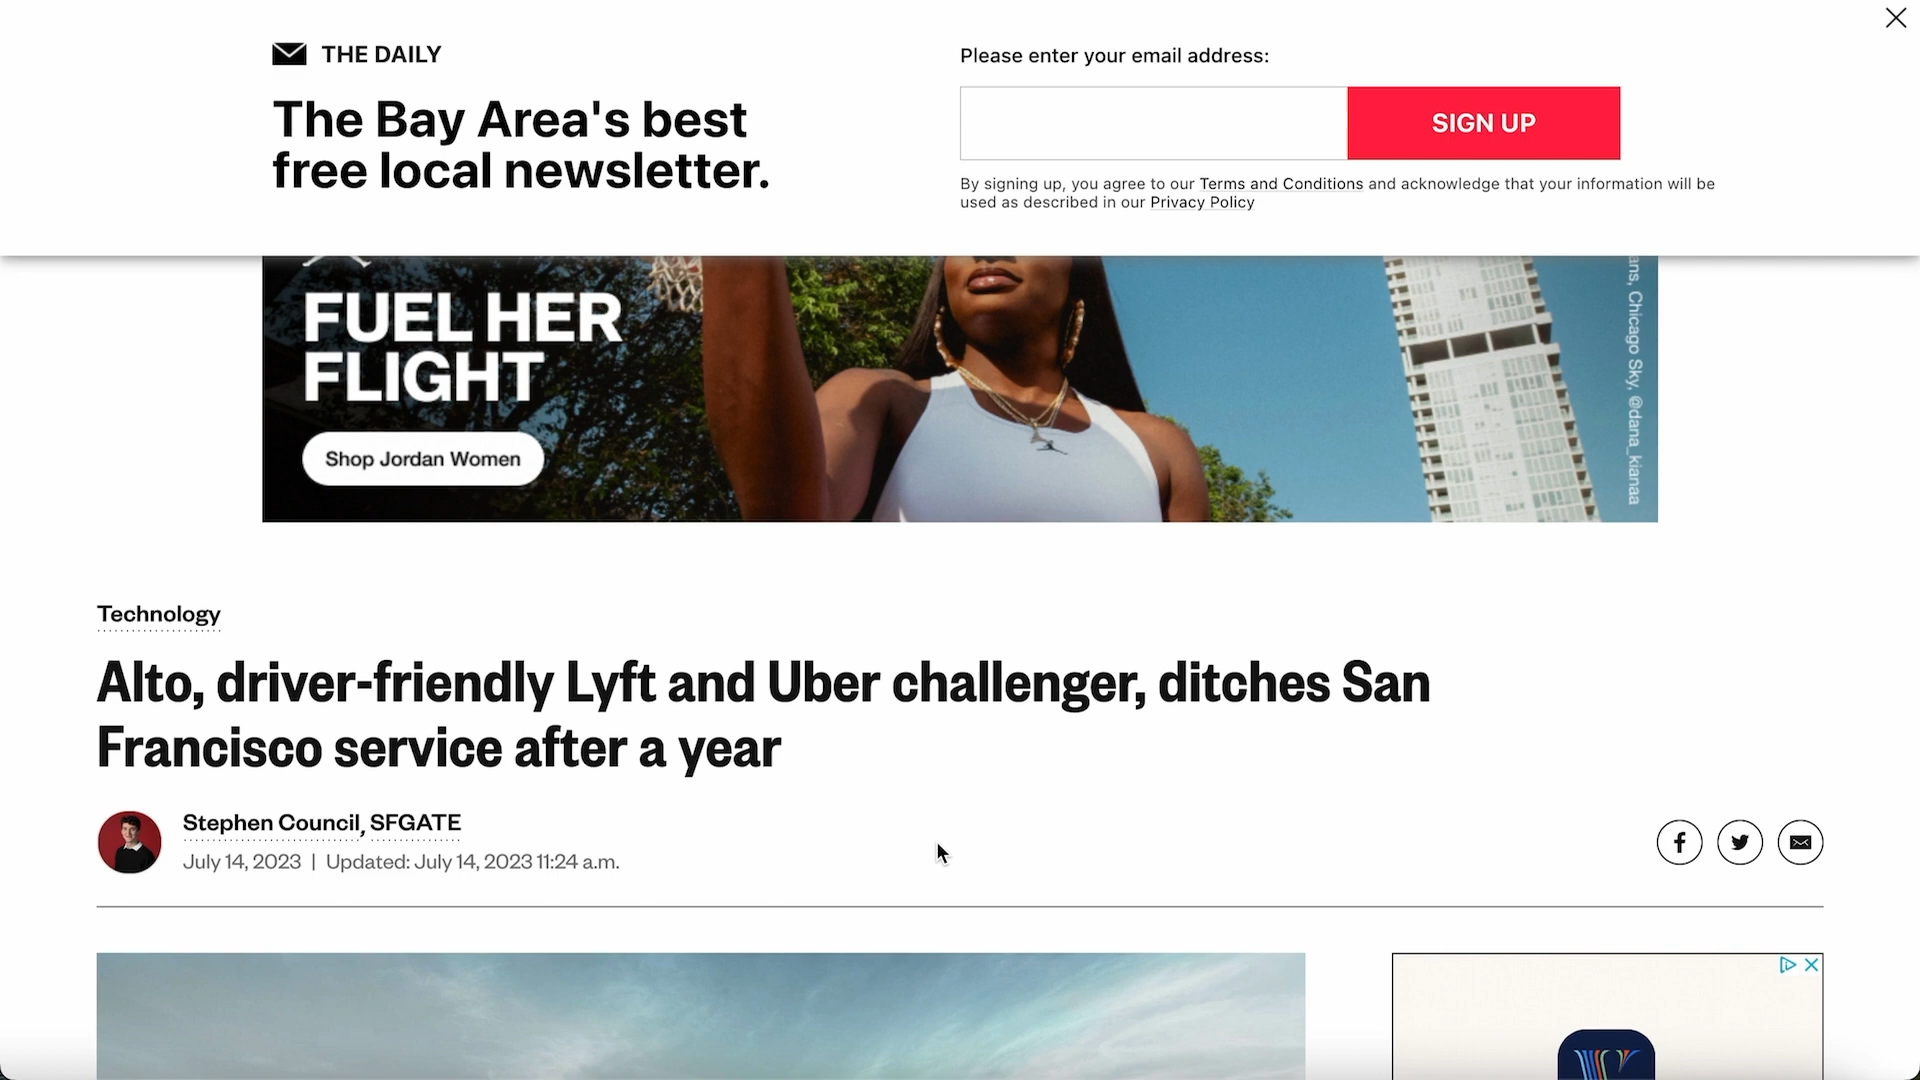 THE DAILY
The Bay Area's best
free local newsletter.
Please enter your email address:
SIGN UP
By signing up, you agree to our Terms and Conditions and acknowledge that your information will be
used as described in our Privacy Policy
FUEL HER
FLIGHT
Shop Jordan Women
Chicago Sky, @dana_kianaa
Technology
Alto, driver-friendly Lyft and Uber challenger, ditches San
Francisco service after a year
Stephen Council, SFGATE
July 14, 2023 | Updated: July 14, 2023 11:24 a.m.